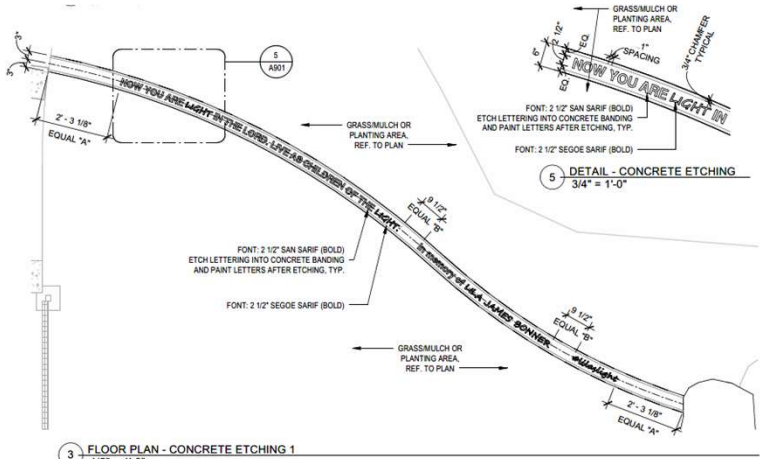 3"
3"
2' - 3 1/8"
EQUAL "A"
5
A901
NOW YOU ARE LIGHT IN THE LORD. LIVE AS CHILDREN OF THE LIGHT.
GRASS/MULCH OR
PLANTING AREA,
REF. TO PLAN
FONT: 2 1/2" SAN SARIF (BOLD)
ETCH LETTERING INTO CONCRETE BANDING
AND PAINT LETTERS AFTER ETCHING, TYP.
FONT: 2 1/2" SEGOE SARIF (BOLD)
9 1/2"
EQUAL "B"
in memory of LILA JAMES BONNER
9 1/2"
EQUAL "B"
#lilaslight
GRASS/MULCH OR
PLANTING AREA,
REF. TO PLAN
2' - 3 1/8"
EQUAL "A"
3
FLOOR PLAN - CONCRETE ETCHING 1
GRASS/MULCH OR
PLANTING AREA,
REF. TO PLAN
6"
2 1/2"
EQ.
EQ.
1"
SPACING
3/4" CHAMFER
TYPICAL
NOW YOU ARE LIGHT IN
FONT: 2 1/2" SAN SARIF (BOLD)
ETCH LETTERING INTO CONCRETE BANDING
AND PAINT LETTERS AFTER ETCHING, TYP.
FONT: 2 1/2" SEGOE SARIF (BOLD)
5
DETAIL - CONCRETE ETCHING
3/4" = 1'-0"